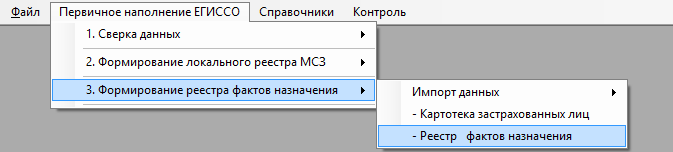 Файл Первичное наполнение ЕГИССО Справочники Контроль
1. Сверка данных
2. Формирование локального реестра МСЗ
3. Формирование реестра фактов назначения
Импорт данных
- Картотека застрахованных лиц
- Реестр фактов назначения